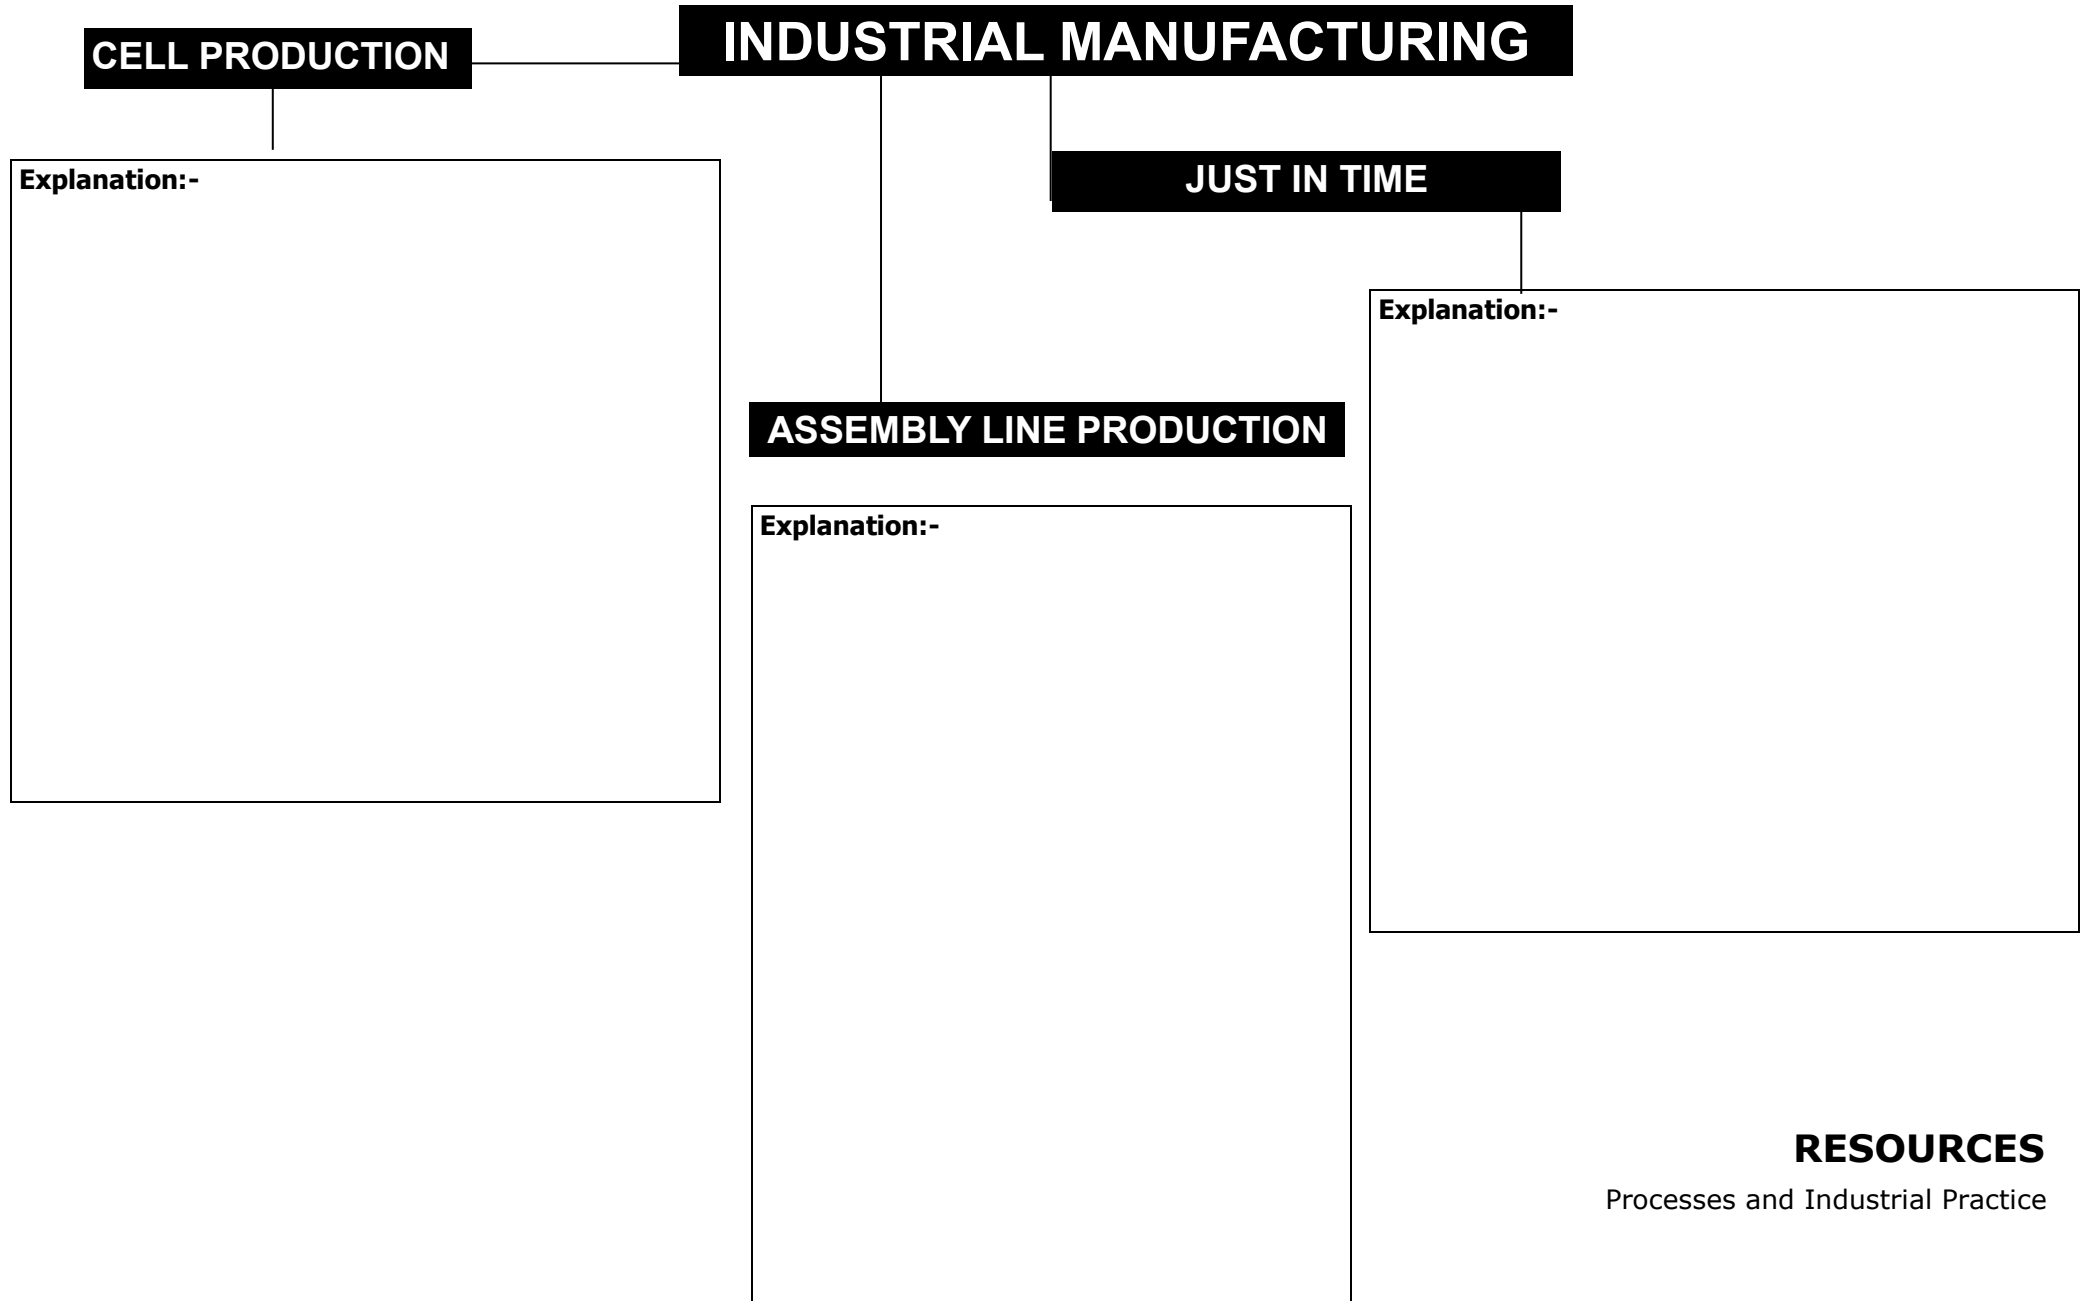 INDUSTRIAL MANUFACTURING
CELL PRODUCTION
Explanation:-
JUST IN TIME
Explanation:-
ASSEMBLY LINE PRODUCTION
Explanation:-
RESOURCES
Processes and Industrial Practice